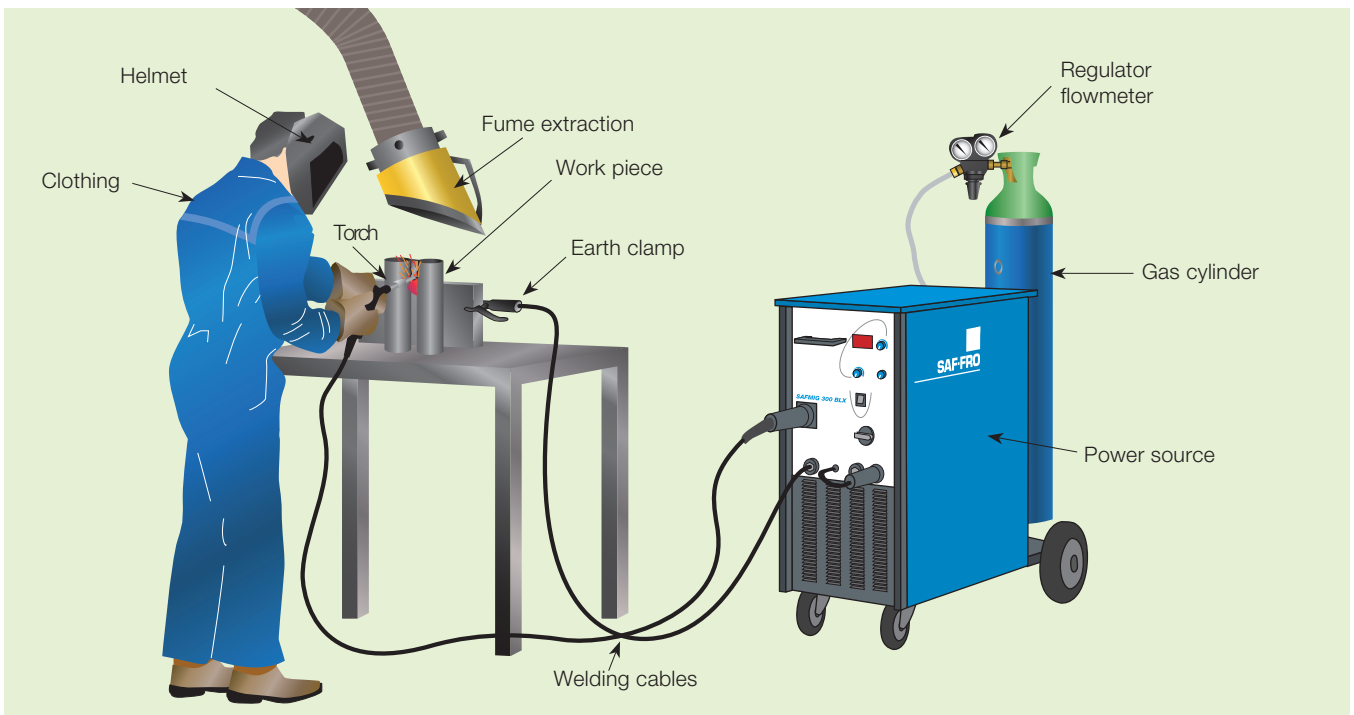 Helmet
Regulator
flowmeter
Fume extraction
Work piece
Clothing
Torch
Earth clamp
Gas cylinder
SAF-FRO
SAFMIG 300 BLX
Power source
Welding cables